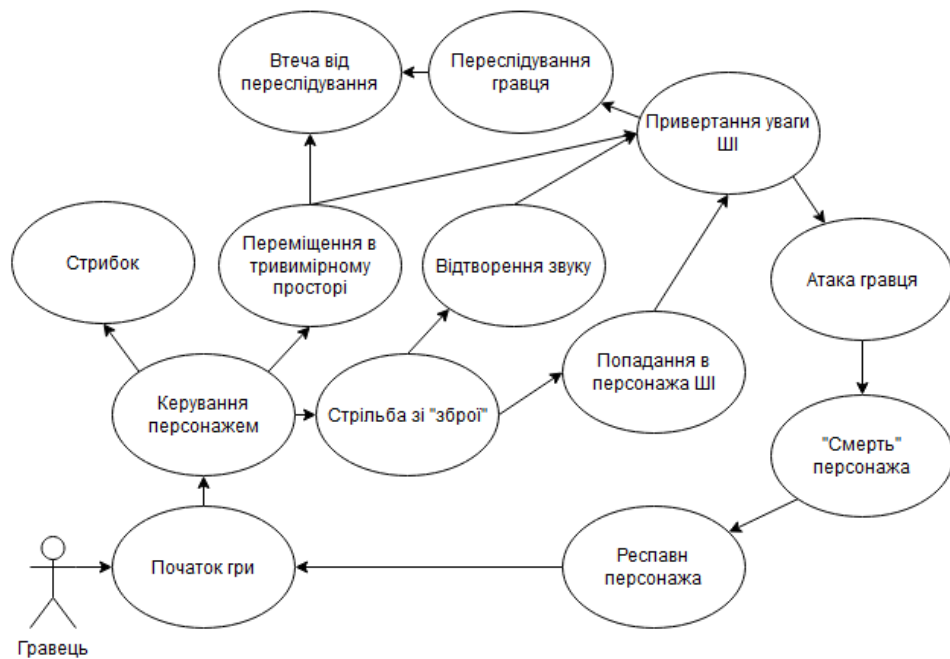 Втеча від
переслідування
Переслідування
гравця
Привертання уваги
ШІ
Стрибок
Переміщення в
тривимірному
просторі
Відтворення звуку
Атака гравця
Керування
персонажем
Стрільба зі "зброї"
Попадання в
персонажа ШІ
"Смерть"
персонажа
Початок гри
Респавн
персонажа
Гравець